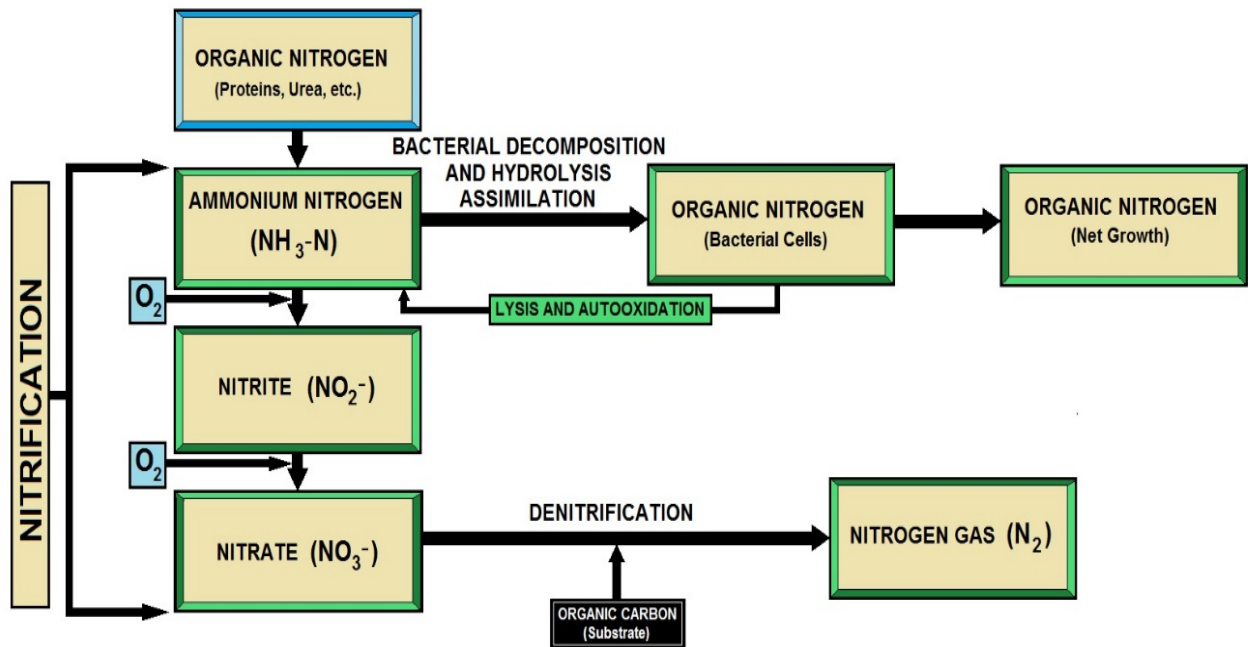 ORGANIC NITROGEN
(Proteins, Urea, etc.)
BACTERIAL DECOMPOSITION
AND HYDROLYSIS
ASSIMILATION
AMMONIUM NITROGEN
(NH₃-N)
ORGANIC NITROGEN
(Bacterial Cells)
ORGANIC NITROGEN
(Net Growth)
NITRIFICATION
O₂
LYSIS AND AUTOOXIDATION
NITRITE (NO₂⁻)
O₂
NITRATE (NO₃⁻)
DENITRIFICATION
NITROGEN GAS (N₂)
ORGANIC CARBON
(Substrate)